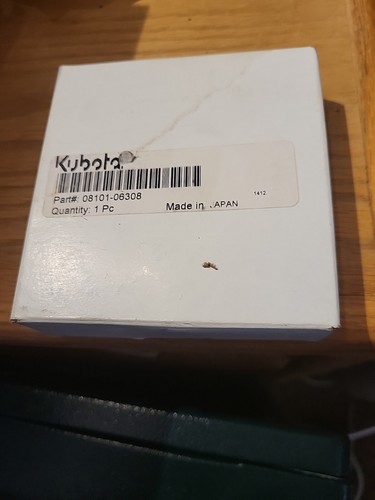 Kubota
Part#: 08101-06308
1412
Quantity: 1 Pc Made in JAPAN